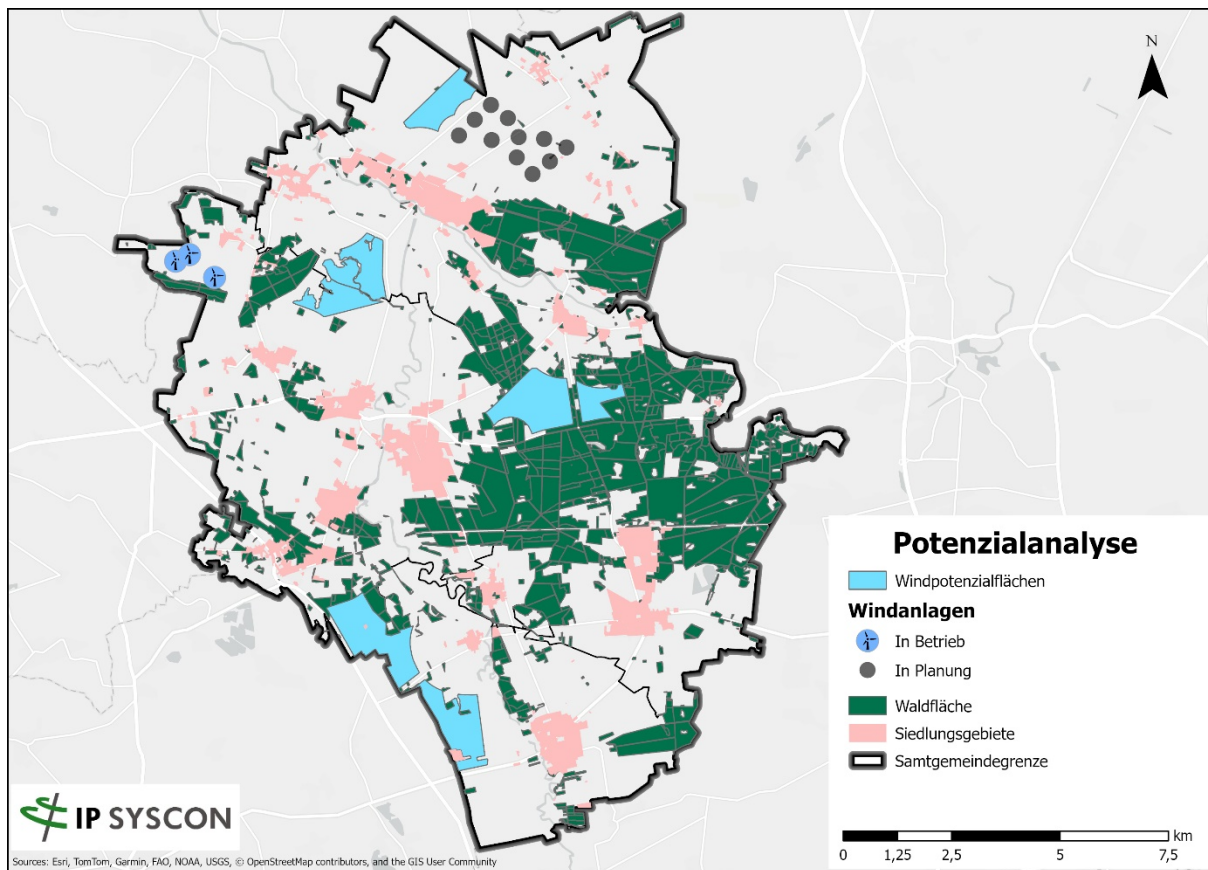 N
Potenzialanalyse
Windpotenzialflächen
Windanlagen
In Betrieb
In Planung
Waldfläche
Siedlungsgebiete
Samtgemeindegrenze
km
0 1,25 2,5 5 7,5
IP SYSCON
Sources: Esri, TomTom, Garmin, FAO, NOAA, USGS, © OpenStreetMap contributors, and the GIS User Community